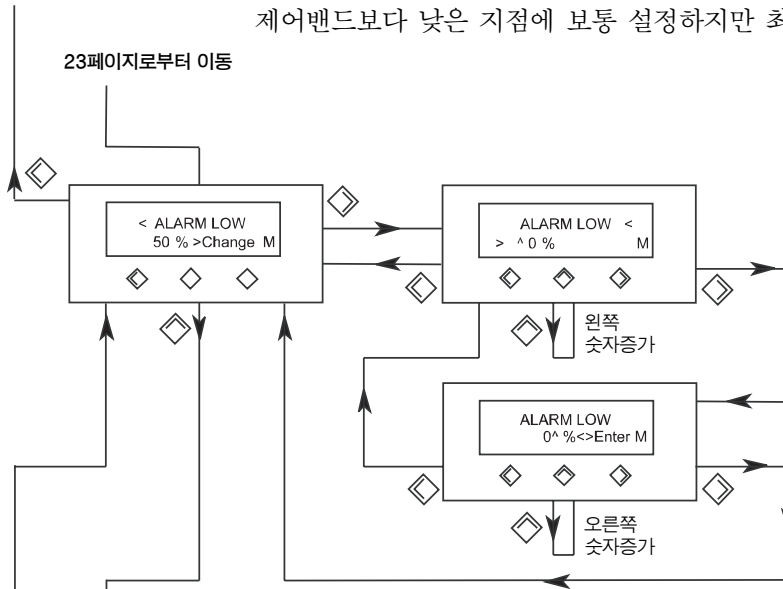 제어밴드보다 낮은 지점에 보통 설정하지만 최
23페이지로부터 이동
< ALARM LOW
50 % >Change M
ALARM LOW <
> ^ 0 % M
왼쪽
숫자증가
ALARM LOW
0^ %<>Enter M
오른쪽
숫자증가